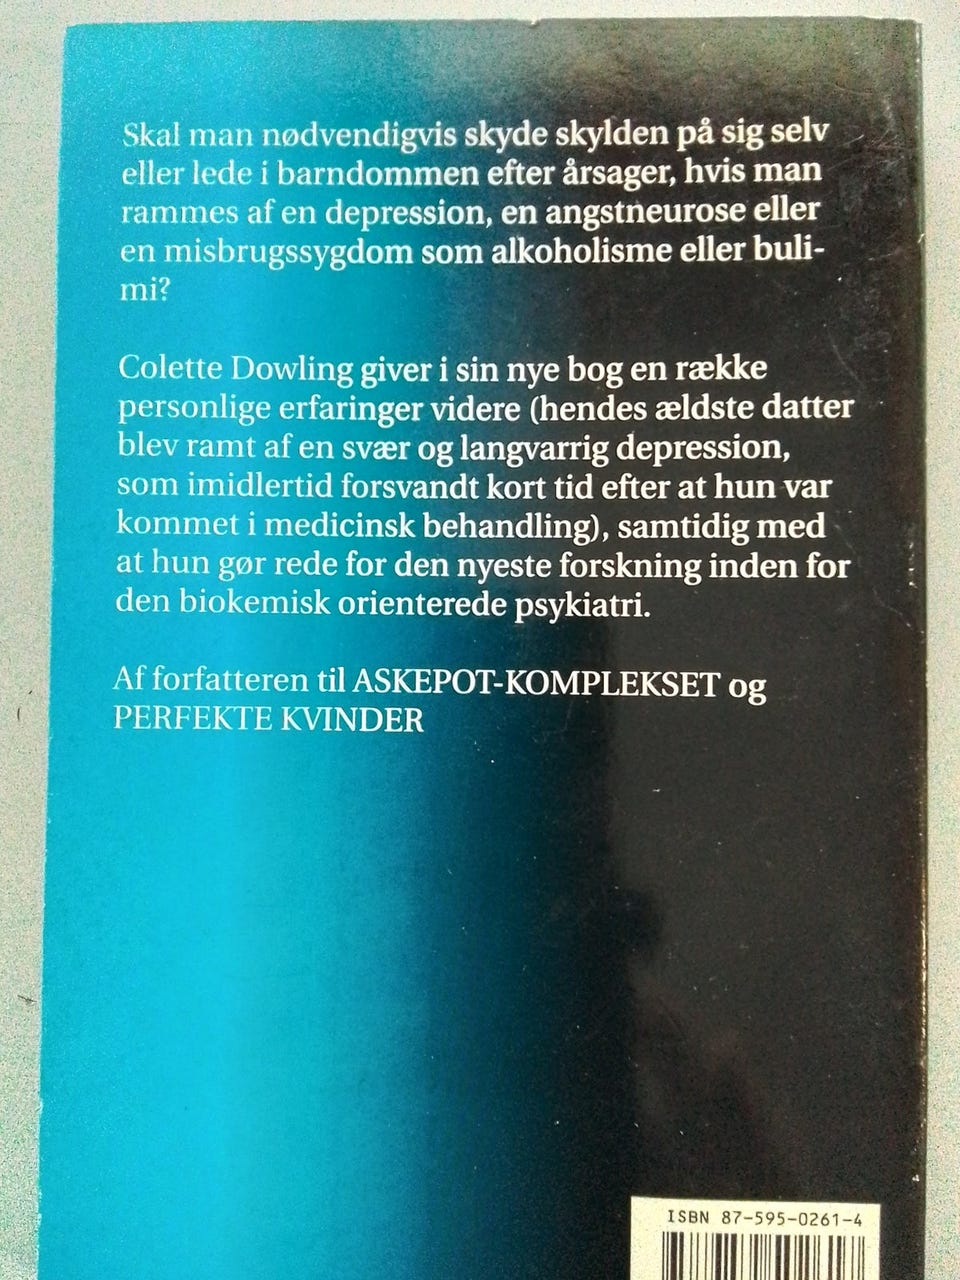 Skal man nødvendigvis skyde skylden på sig selv
eller lede i barndommen efter årsager, hvis man
rammes af en depression, en angstneurose eller
en misbrugssygdom som alkoholisme eller buli-
mi?
Colette Dowling giver i sin nye bog en række
personlige erfaringer videre (hendes ældste datter
blev ramt af en svær og langvarrig depression,
som imidlertid forsvandt kort tid efter at hun var
kommet i medicinsk behandling), samtidig med
at hun gør rede for den nyeste forskning inden for
den biokemisk orienterede psykiatri.
Af forfatteren til ASKEPOT-KOMPLEKSET og
PERFEKTE KVINDER
ISBN 87-595-0261-4